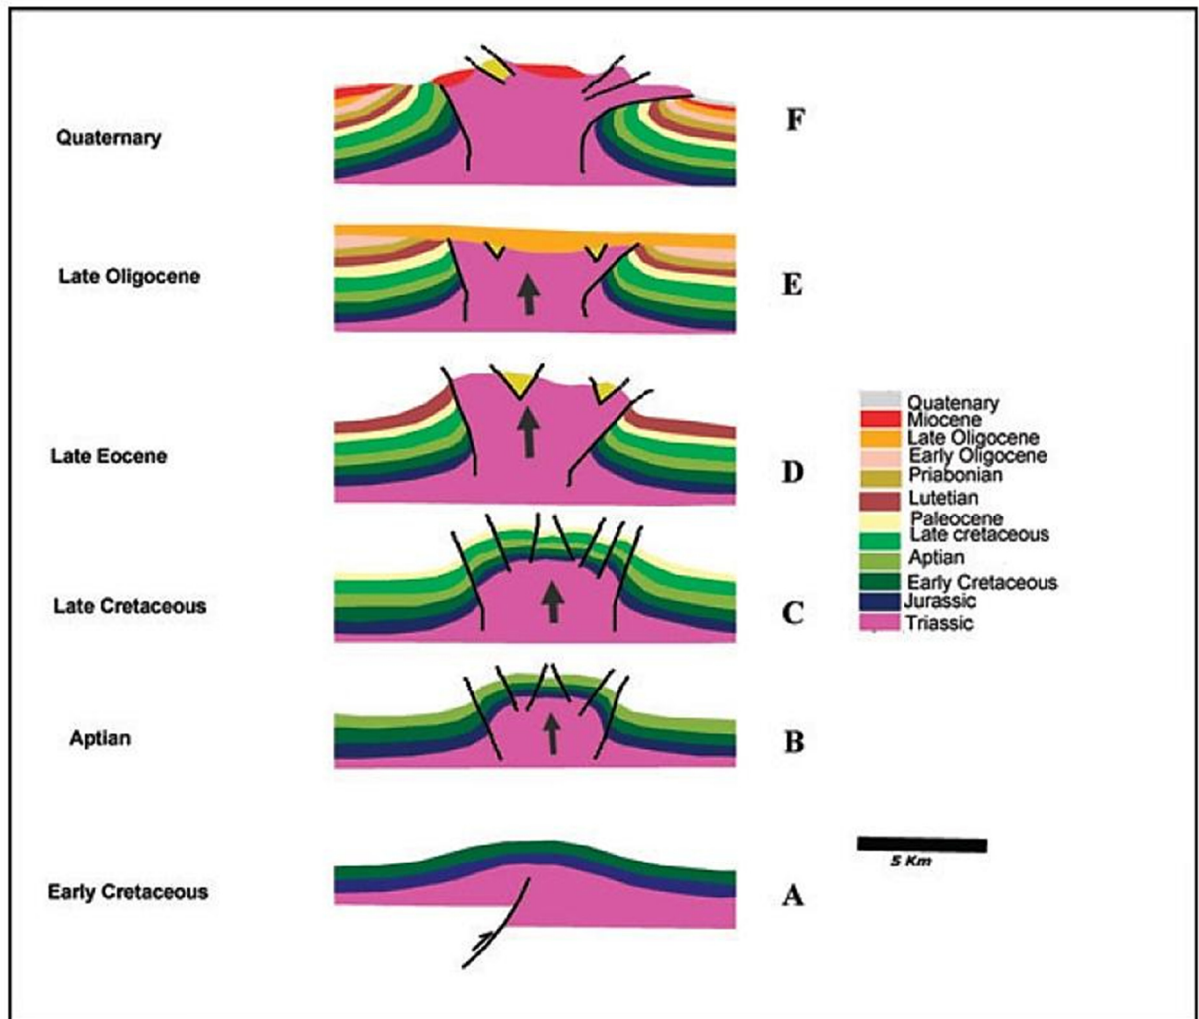 Quaternary
F
Late Oligocene
E
Late Eocene
D
Late Cretaceous
C
Aptian
B
Early Cretaceous
A
Quatenary
Miocene
Late Oligocene
Early Oligocene
Priabonian
Lutetian
Paleocene
Late cretaceous
Aptian
Early Cretaceous
Jurassic
Triassic
5 Km